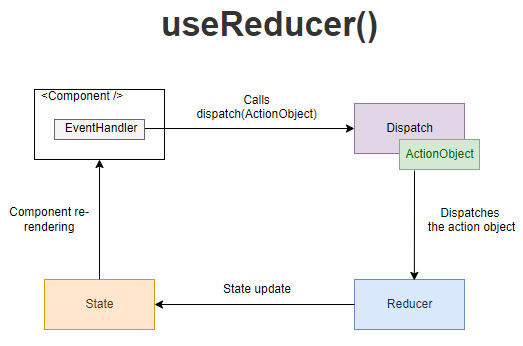 useReducer()
<Component />
EventHandler
Calls
dispatch(ActionObject)
Dispatch
ActionObject
Component re-
rendering
Dispatches
the action object
State update
State
Reducer